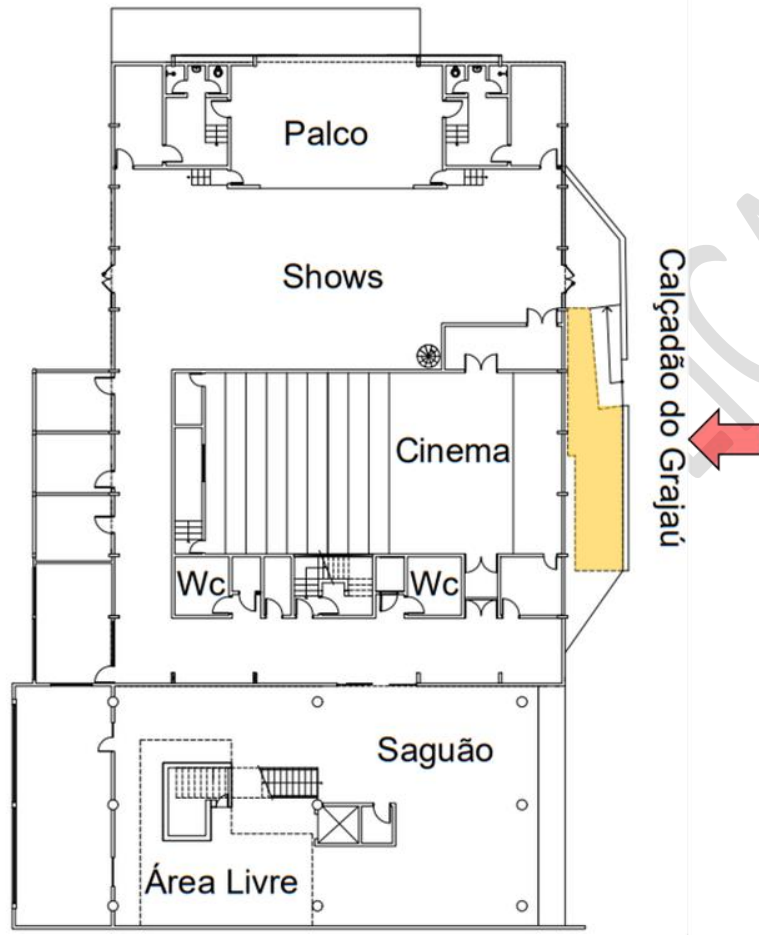 Palco
Shows
Calçadão do Grajaú
Cinema
Wc
Wc
Saguão
Área Livre